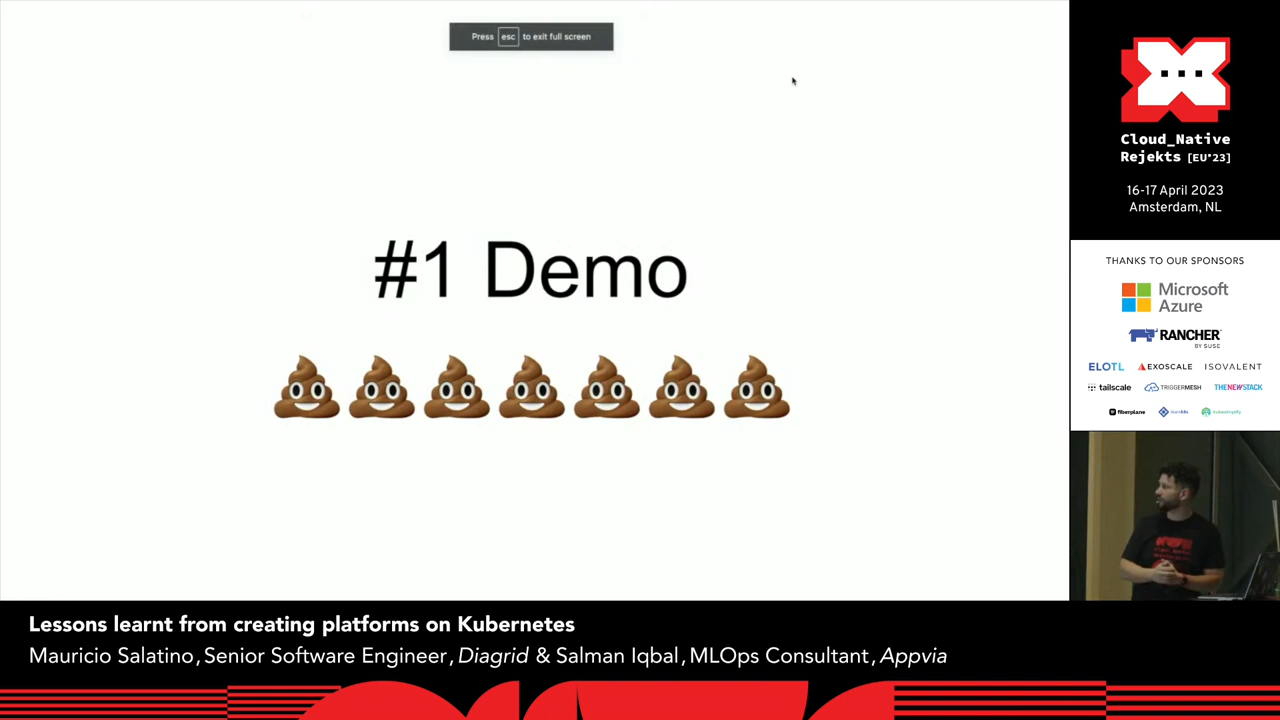 Press esc to exit full screen
#1 Demo
Cloud_Native
Rejekts [EU'23]
16-17 April 2023
Amsterdam, NL
THANKS TO OUR SPONSORS
Microsoft
Azure
RANCHER
BY SUSE
ELOTL EXOSCALE ISOVALENT
tailscale TRIGGERMESH THENEWSTACK
fiberplane learnk8s kubesimplify
Lessons learnt from creating platforms on Kubernetes
Mauricio Salatino, Senior Software Engineer, Diagrid & Salman Iqbal, MLOps Consultant, Appvia